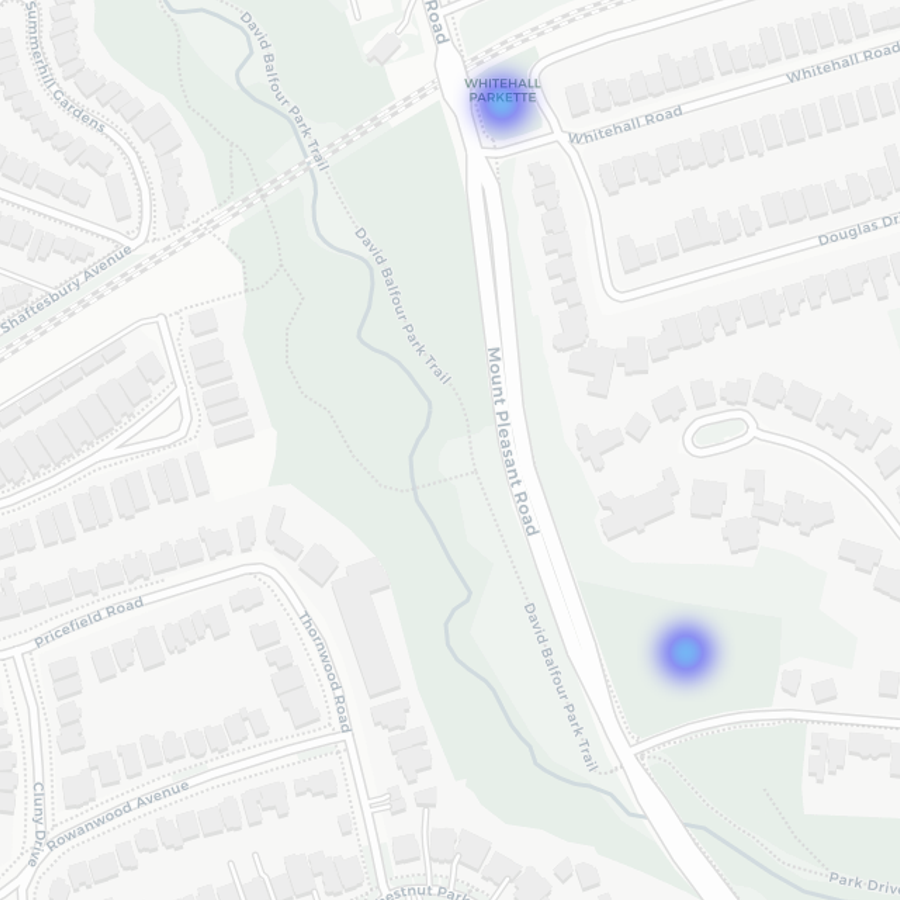 Road
David Balfour Park Trail
Summerhill Gardens
WHITEHALL
PARKETTE
Whitehall Road
Whitehall Road
Douglas Dr
David Balfour Park Trail
Shaftesbury Avenue
Mount Pleasant Road
Pricefield Road
Thornwood Road
David Balfour Park Trail
Cluny Drive
Rowanwood Avenue
estnut Park
Park Drive